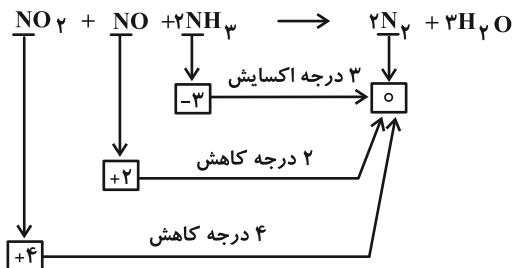 NO۲ + NO +۲NH۳ ⟶ ۲N۲ + ۳H۲O
۳ درجه اکسایش
−۳
۰
۲ درجه کاهش
+۲
۴ درجه کاهش
+۴